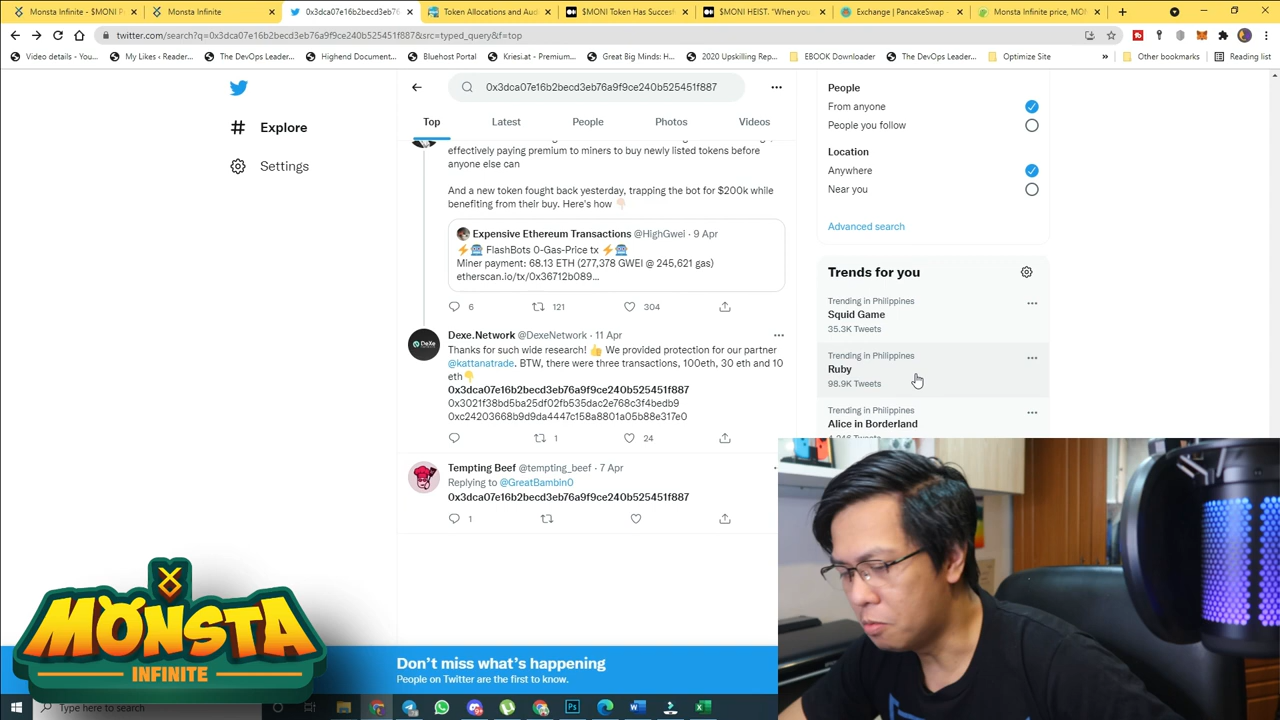 Monsta Infinite - $MONI P
Monsta Infinite
0x3dca07e16b2becd3eb76a9f9ce
Token Allocations and Aud
$MONI Token Has Successf
$MONI HEIST. "When you
Exchange | PancakeSwap -
Monsta Infinite price, MON
twitter.com/search?q=0x3dca07e16b2becd3eb76a9f9ce240b525451f887&src=typed_query&f=top
Video details - You...
My Likes ‹ Reader...
The DevOps Leader...
Highend Document...
Bluehost Portal
Kriesi.at - Premium...
Great Big Minds: H...
2020 Upskilling Rep...
EBOOK Downloader
The DevOps Leader...
Optimize Site
»
Other bookmarks
Reading list
Explore
Settings
0x3dca07e16b2becd3eb76a9f9ce240b525451f887
Top
Latest
People
Photos
Videos
effectively paying premium to miners to buy newly listed tokens before
anyone else can
And a new token fought back yesterday, trapping the bot for $200k while
benefiting from their buy. Here's how 👇🏻
Expensive Ethereum Transactions @HighGwei · 9 Apr
⚡🤖 FlashBots 0-Gas-Price tx ⚡🤖
Miner payment: 68.13 ETH (277,378 GWEI @ 245,621 gas)
etherscan.io/tx/0x36712b089...
6
121
304
Dexe.Network @DexeNetwork · 11 Apr
Thanks for such wide research! 👍 We provided protection for our partner
@kattanatrade. BTW, there were three transactions, 100eth, 30 eth and 10
eth👇
0x3dca07e16b2becd3eb76a9f9ce240b525451f887
0x3021f38bd5ba25df02fb535dac2e768c3f4bedb9
0xc24203668b9d9da4447c158a8801a05b88e317e0
1
24
Tempting Beef @tempting_beef · 7 Apr
Replying to @GreatBambin0
0x3dca07e16b2becd3eb76a9f9ce240b525451f887
1
People
From anyone
People you follow
Location
Anywhere
Near you
Advanced search
Trends for you
Trending in Philippines
Squid Game
35.3K Tweets
Trending in Philippines
Ruby
98.9K Tweets
Trending in Philippines
Alice in Borderland
MONSTA
INFINITE
Don't miss what's happening
People on Twitter are the first to know.
Type here to search